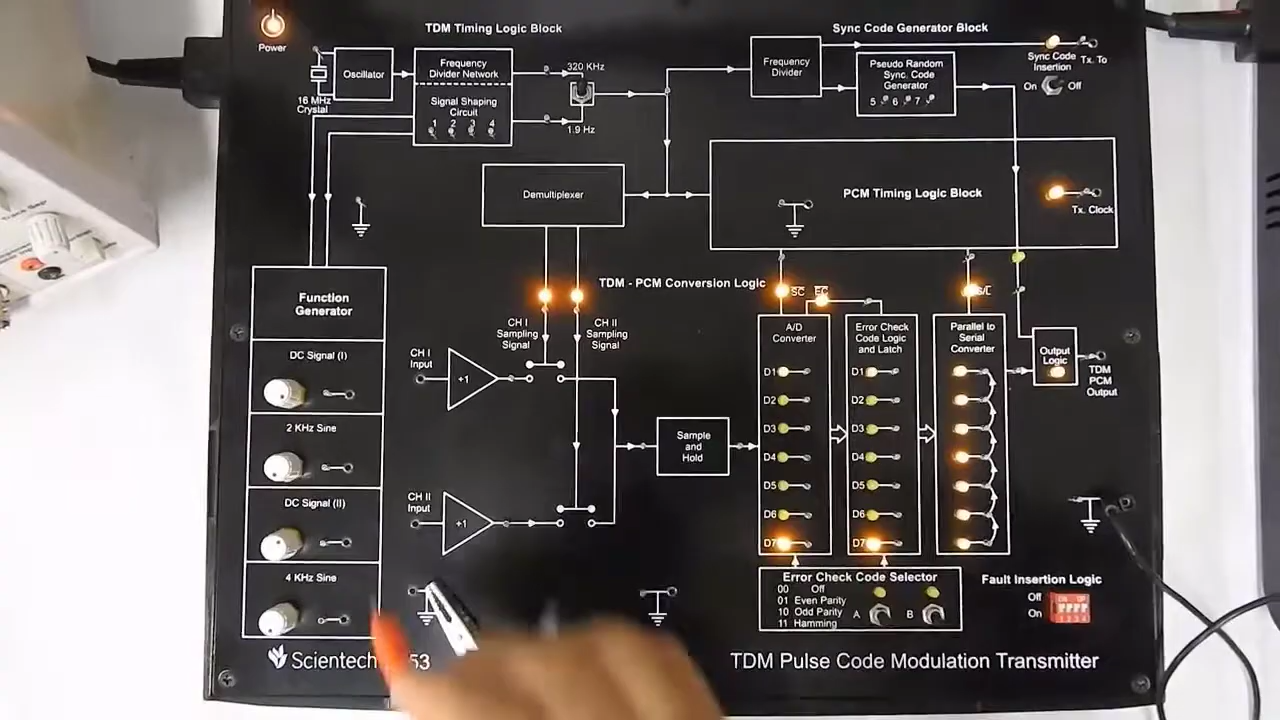 Power
TDM Timing Logic Block
Oscillator
16 MHz
Crystal
Frequency
Divider Network
Signal Shaping
Circuit
1 2 3 4
320 KHz
1.9 Hz
Sync Code Generator Block
Frequency
Divider
Pseudo Random
Sync. Code
Generator
5 6 7
Sync Code
Insertion
On Off
Tx. To
Demultiplexer
PCM Timing Logic Block
Tx. Clock
Function
Generator
DC Signal (I)
2 KHz Sine
DC Signal (II)
4 KHz Sine
TDM - PCM Conversion Logic
CH I
Sampling
Signal
CH II
Sampling
Signal
CH I
Input
+1
CH II
Input
+1
Sample
and
Hold
SC
EC
S/L
A/D
Converter
D1
D2
D3
D4
D5
D6
D7
Error Check
Code Logic
and Latch
D1
D2
D3
D4
D5
D6
D7
Parallel to
Serial
Converter
Output
Logic
TDM
PCM
Output
Error Check Code Selector
00 Off
01 Even Parity
10 Odd Parity
11 Hamming
A B
Fault Insertion Logic
Off
On
1 2 3 4
Scientech
53
TDM Pulse Code Modulation Transmitter